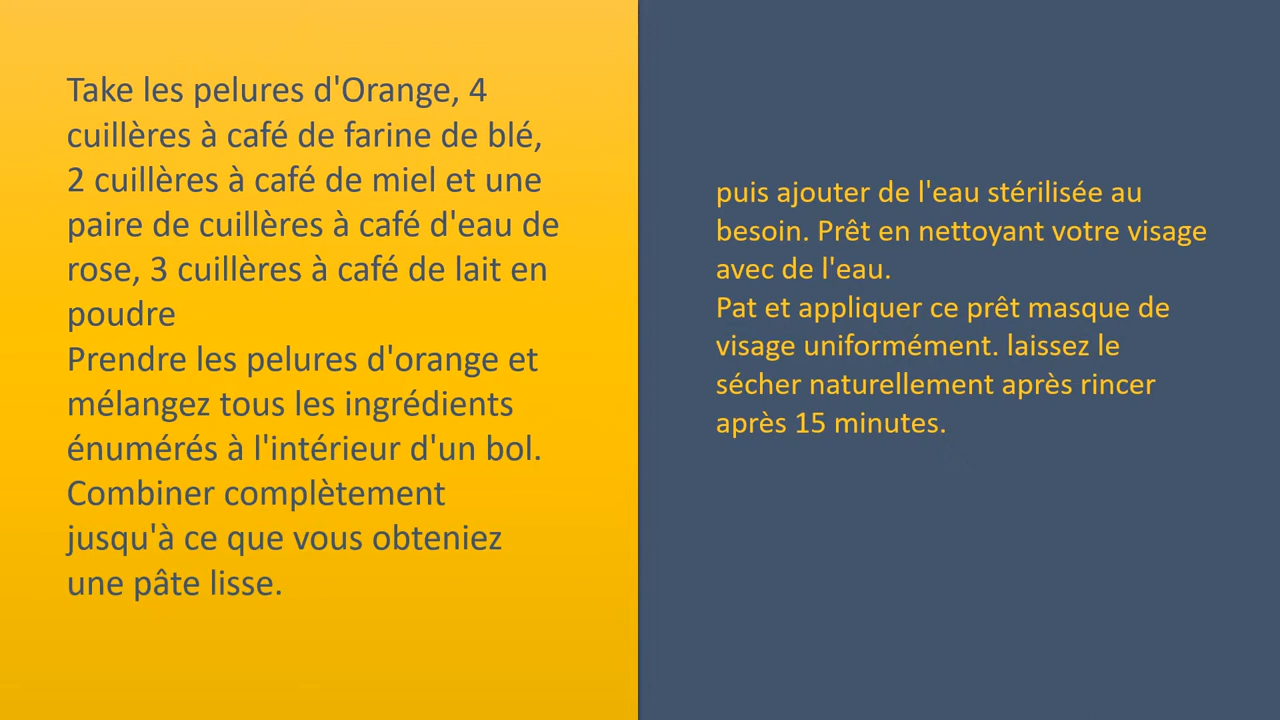 Take les pelures d'Orange, 4
cuillères à café de farine de blé,
2 cuillères à café de miel et une
paire de cuillères à café d'eau de
rose, 3 cuillères à café de lait en
poudre
Prendre les pelures d'orange et
mélangez tous les ingrédients
énumérés à l'intérieur d'un bol.
Combiner complètement
jusqu'à ce que vous obteniez
une pâte lisse.
puis ajouter de l'eau stérilisée au
besoin. Prêt en nettoyant votre visage
avec de l'eau.
Pat et appliquer ce prêt masque de
visage uniformément. laissez le
sécher naturellement après rincer
après 15 minutes.